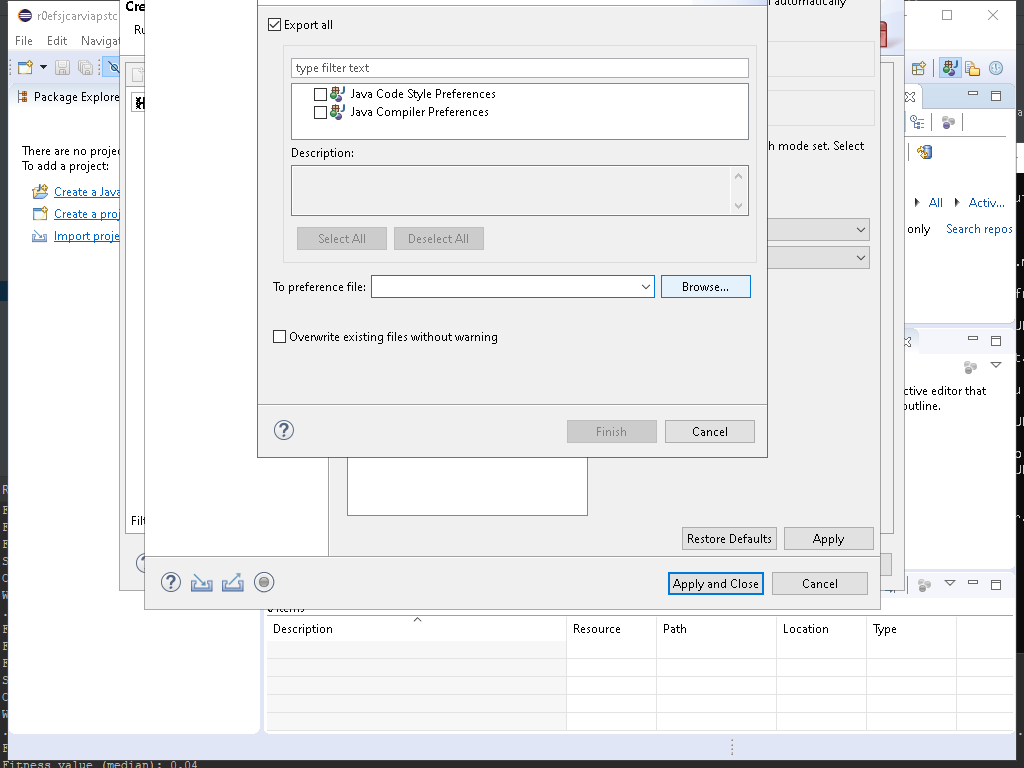 r0efsjcarviapstc
File Edit Navigat
Cre
Ru
automatically
Export all
type filter text
Java Code Style Preferences
Java Compiler Preferences
Description:
Select All Deselect All
To preference file: Browse...
Overwrite existing files without warning
Finish Cancel
Package Explore
There are no projec
To add a project:
Create a Java
Create a proj
Import proje
h mode set. Select
All Activ...
only Search repos
ctive editor that
outline.
Filt
Restore Defaults Apply
Apply and Close Cancel
Items
Description Resource Path Location Type
Fitness value (median): 0.04